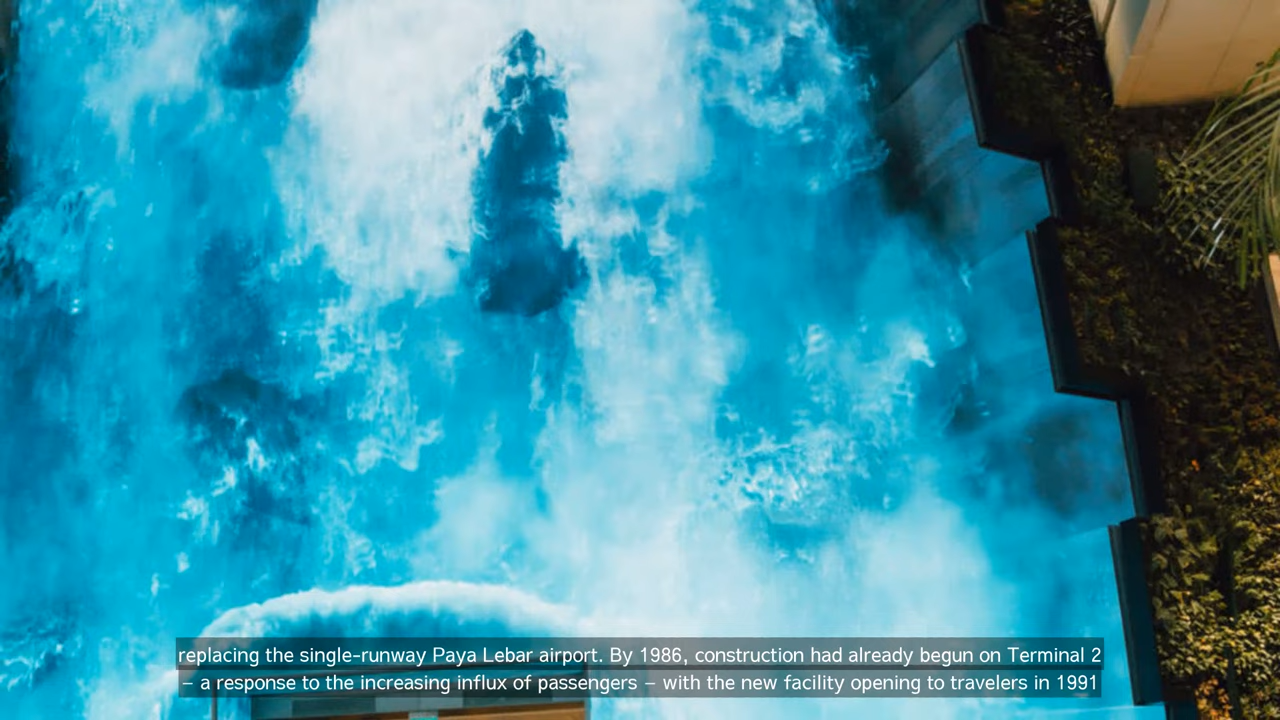 replacing the single-runway Paya Lebar airport. By 1986, construction had already begun on Terminal 2
– a response to the increasing influx of passengers – with the new facility opening to travelers in 1991